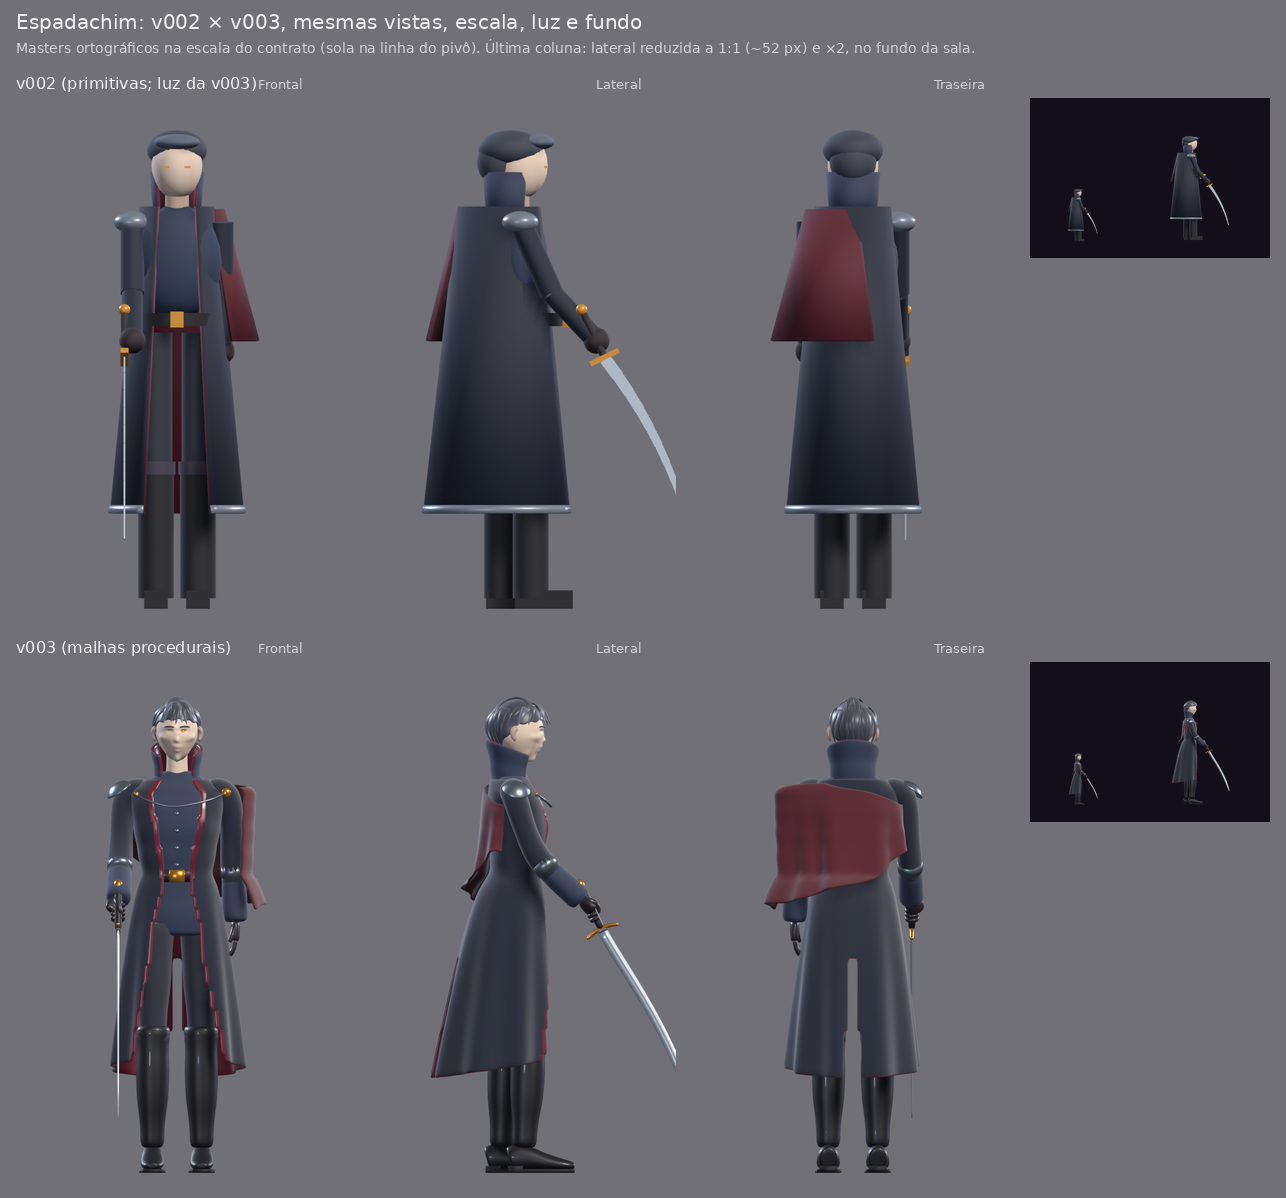 Espadachim: v002 × v003, mesmas vistas, escala, luz e fundo
Masters ortográficos na escala do contrato (sola na linha do pivô). Última coluna: lateral reduzida a 1:1 (~52 px) e ×2, no fundo da sala.
v002 (primitivas; luz da v003) Frontal Lateral Traseira
v003 (malhas procedurais) Frontal Lateral Traseira